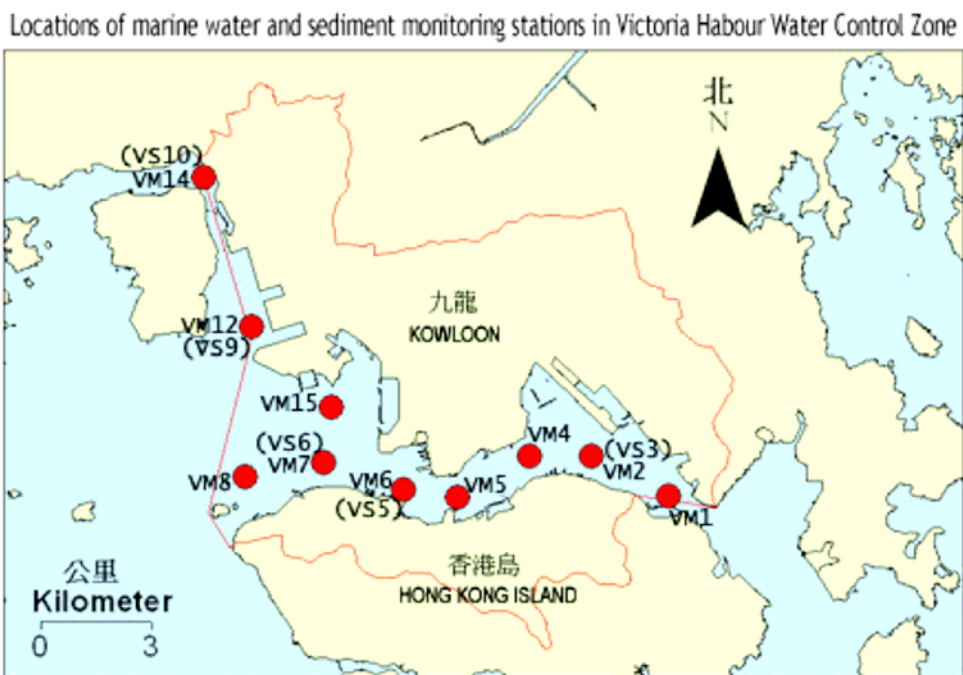 Locations of marine water and sediment monitoring stations in Victoria Habour Water Control Zone
北
N
(VS10)
VM14
九龍
KOWLOON
VM12
(VS9)
VM15
VM4
(VS6)
VM7
(VS3)
VM2
VM8
VM6
(VS5)
VM5
VM1
香港島
HONG KONG ISLAND
公里
Kilometer
0 3